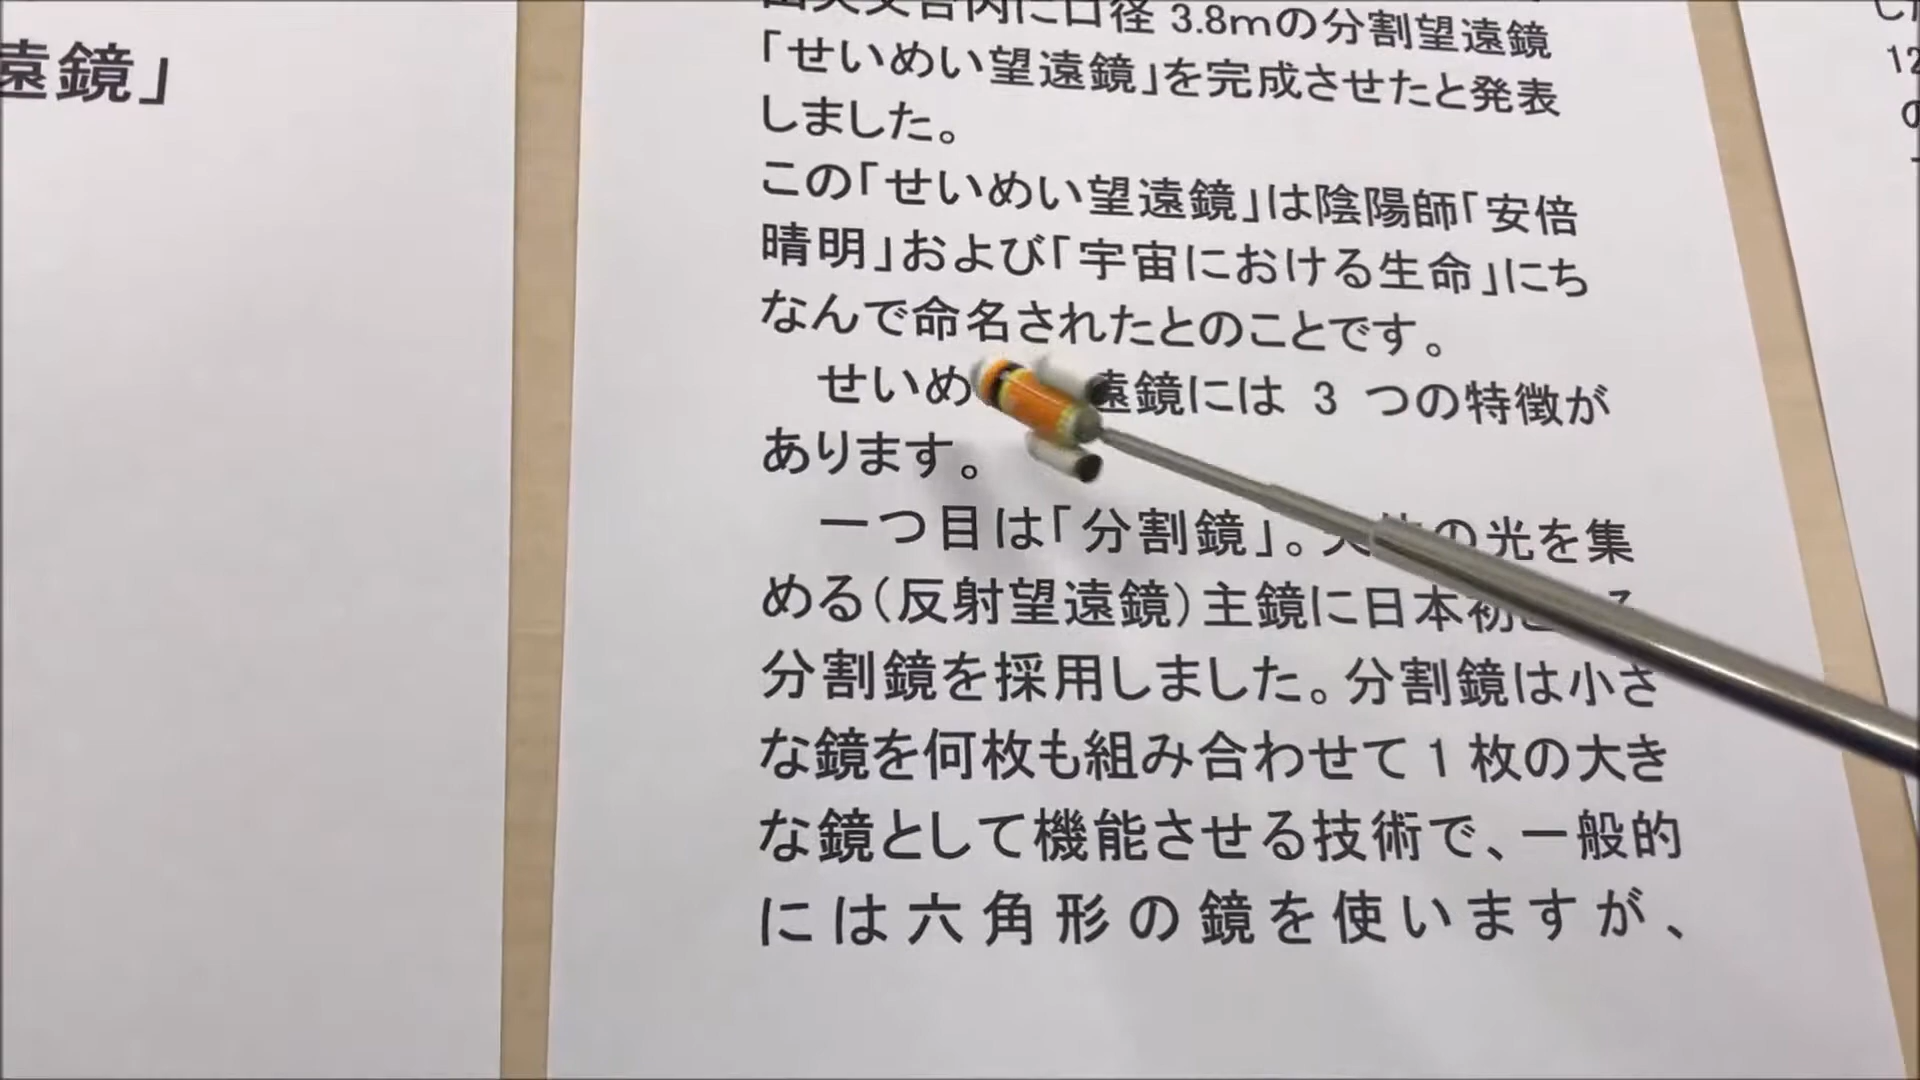 遠鏡」
口径3.8mの分割望遠鏡
「せいめい望遠鏡」を完成させたと発表
しました。
この「せいめい望遠鏡」は陰陽師「安倍
晴明」および「宇宙における生命」にち
なんで命名されたとのことです。
せいめ 遠鏡には 3 つの特徴が
あります。
一つ目は「分割鏡」。 の光を集
める(反射望遠鏡)主鏡に日本初
分割鏡を採用しました。分割鏡は小さ
な鏡を何枚も組み合わせて1枚の大き
な鏡として機能させる技術で、一般的
には六角形の鏡を使いますが、
12